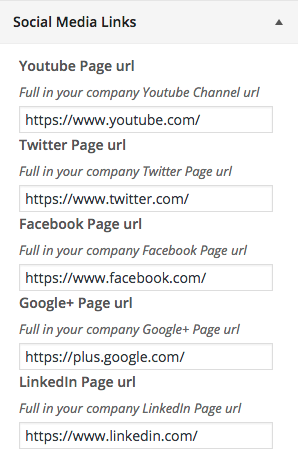 Social Media Links
Youtube Page url
Full in your company Youtube Channel url
https://www.youtube.com/
Twitter Page url
Full in your company Twitter Page url
https://www.twitter.com/
Facebook Page url
Full in your company Facebook Page url
https://www.facebook.com/
Google+ Page url
Full in your company Google+ Page url
https://plus.google.com/
LinkedIn Page url
Full in your company LinkedIn Page url
https://www.linkedin.com/